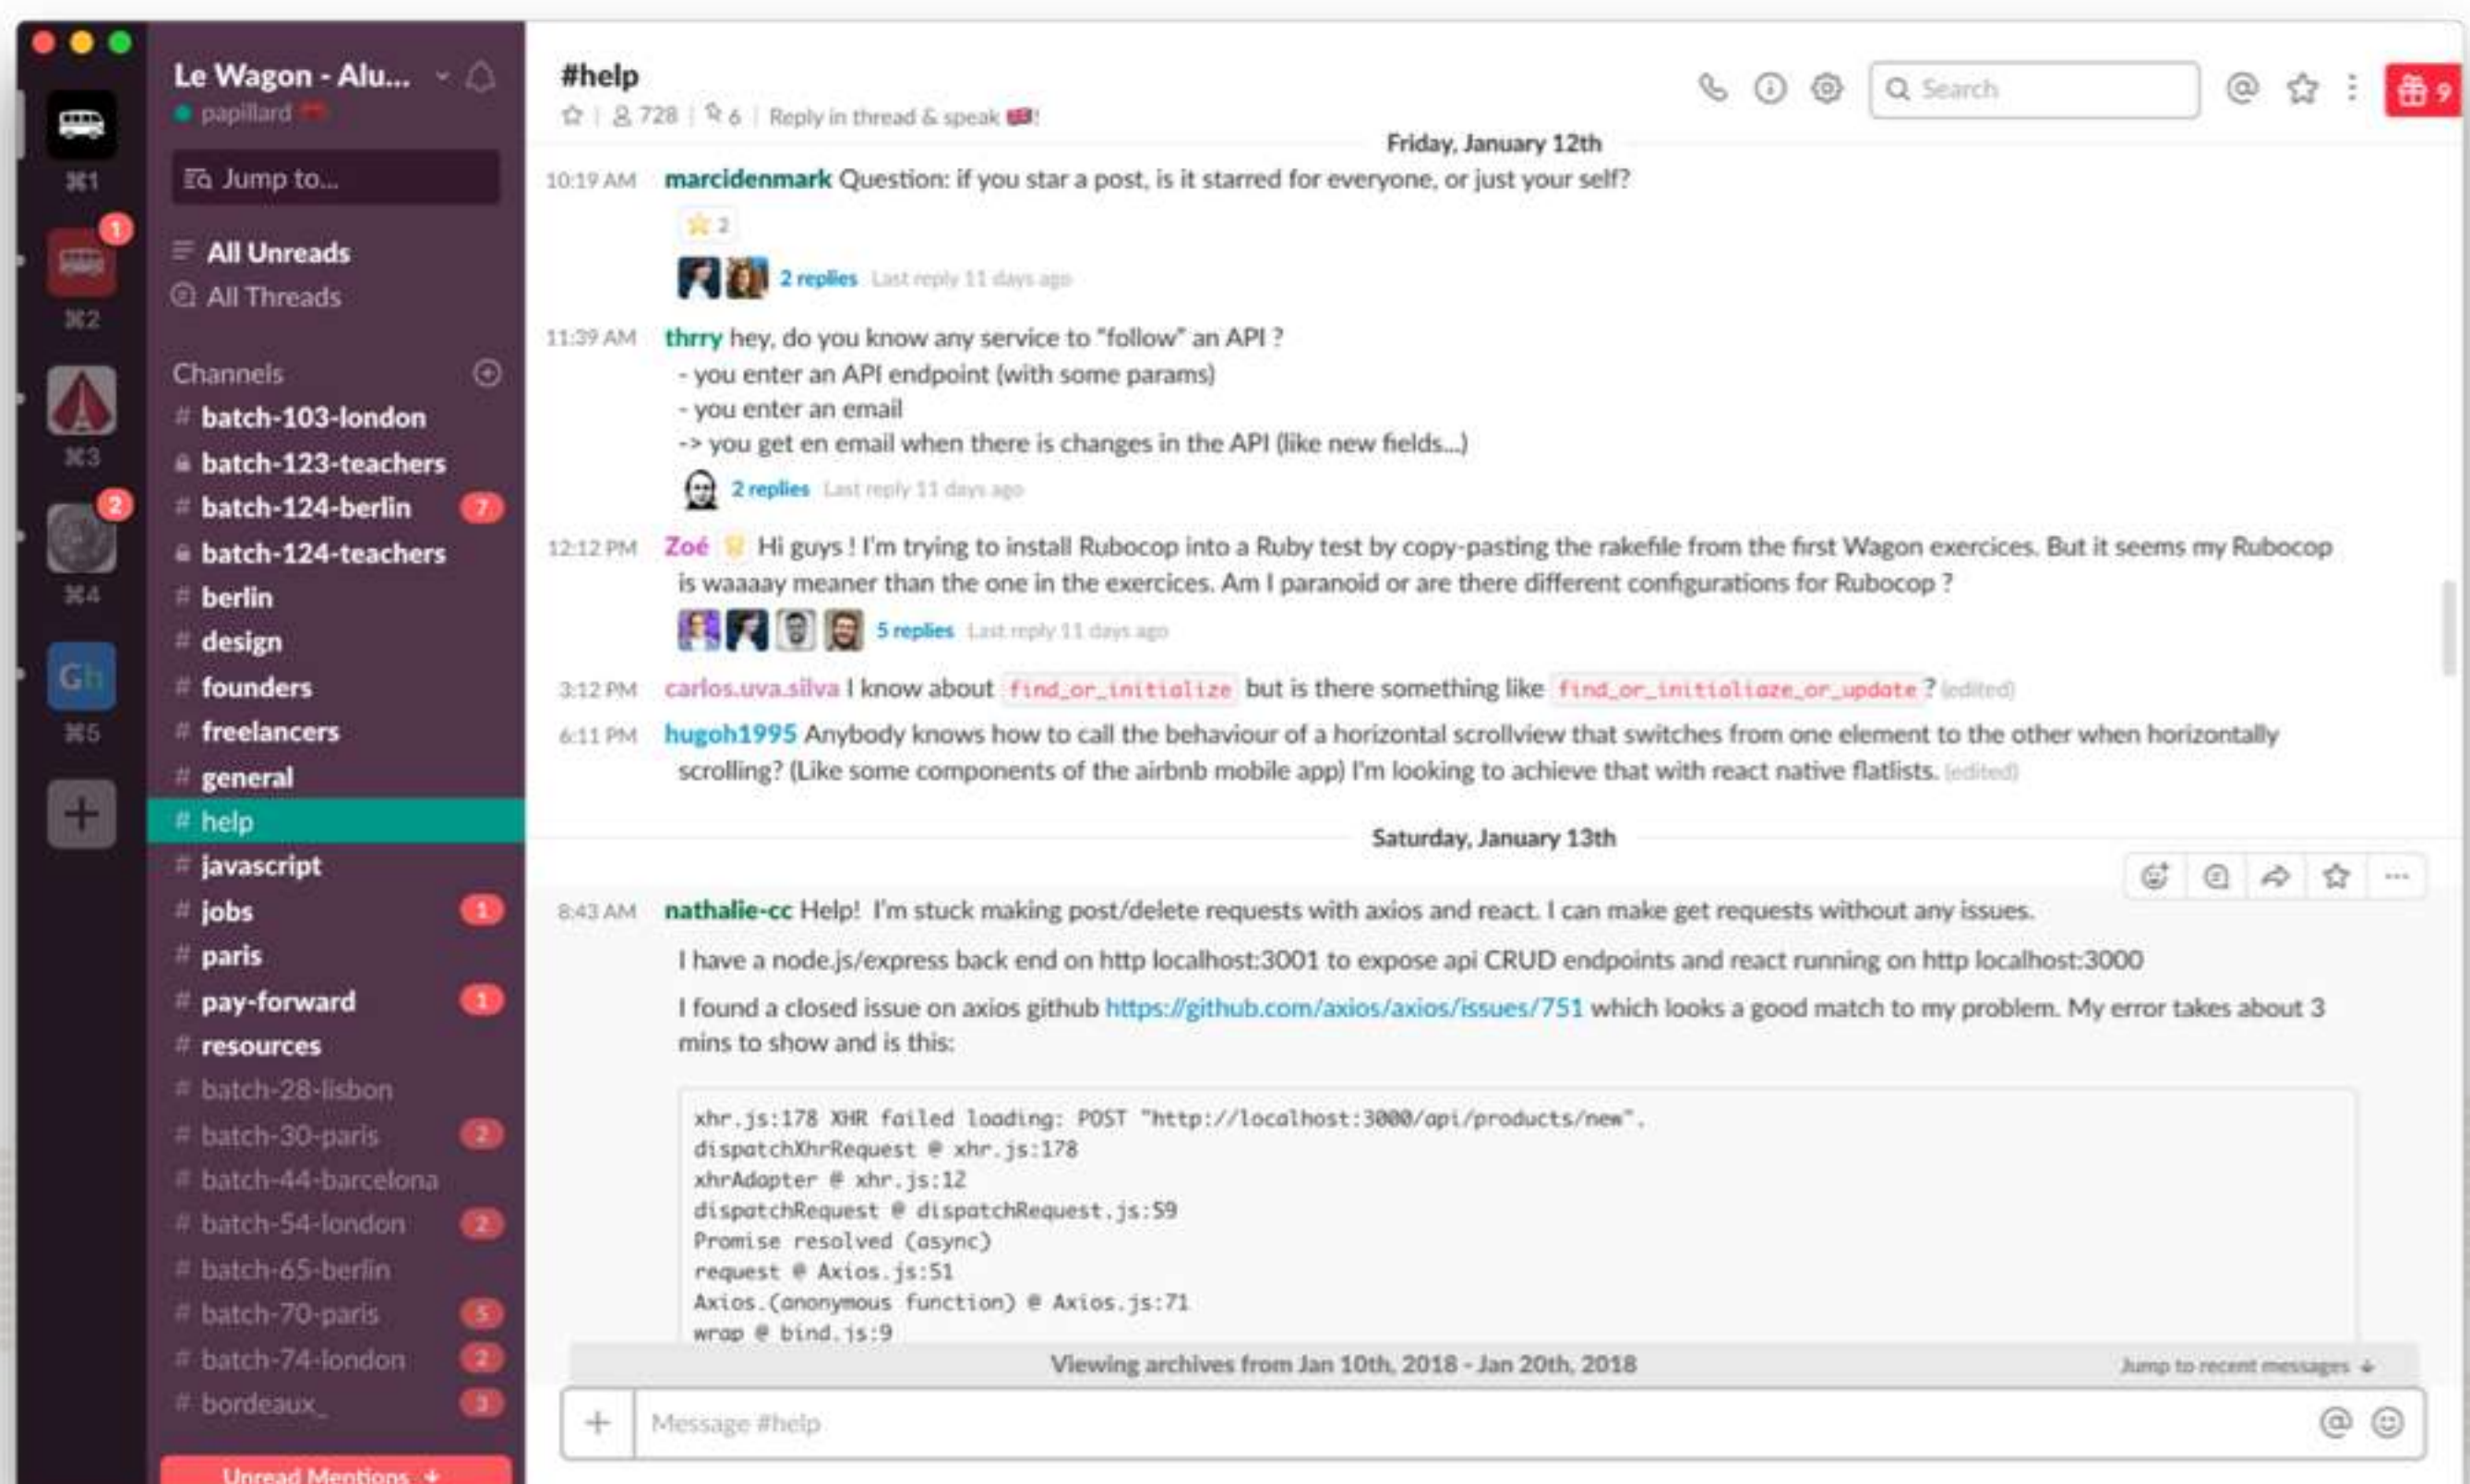 Le Wagon - Alu...
papillard
⌘1
1
⌘2
⌘3
2
⌘4
Gh
⌘5
Jump to...
All Unreads
All Threads
Channels
# batch-103-london
batch-123-teachers
# batch-124-berlin 7
batch-124-teachers
# berlin
# design
# founders
# freelancers
# general
# help
# javascript
# jobs 1
# paris
# pay-forward 1
# resources
# batch-28-lisbon
# batch-30-paris 2
# batch-44-barcelona
# batch-54-london 2
# batch-65-berlin
# batch-70-paris 5
# batch-74-london 2
# bordeaux_ 3
Unread Mentions ↓
#help
728 | 6 | Reply in thread & speak 🇬🇧!
Search
9
Friday, January 12th
10:19 AM marcidenmark Question: if you star a post, is it starred for everyone, or just your self?
2
2 replies Last reply 11 days ago
11:39 AM thrry hey, do you know any service to "follow" an API ?
- you enter an API endpoint (with some params)
- you enter an email
-> you get en email when there is changes in the API (like new fields...)
2 replies Last reply 11 days ago
12:12 PM Zoé Hi guys ! I'm trying to install Rubocop into a Ruby test by copy-pasting the rakefile from the first Wagon exercices. But it seems my Rubocop
is waaaay meaner than the one in the exercices. Am I paranoid or are there different configurations for Rubocop ?
5 replies Last reply 11 days ago
3:12 PM carlos.uva.silva I know about find_or_initialize but is there something like find_or_initialiaze_or_update ? (edited)
6:11 PM hugoh1995 Anybody knows how to call the behaviour of a horizontal scrollview that switches from one element to the other when horizontally
scrolling? (Like some components of the airbnb mobile app) I'm looking to achieve that with react native flatlists. (edited)
Saturday, January 13th
8:43 AM nathalie-cc Help! I'm stuck making post/delete requests with axios and react. I can make get requests without any issues.
I have a node.js/express back end on http localhost:3001 to expose api CRUD endpoints and react running on http localhost:3000
I found a closed issue on axios github https://github.com/axios/axios/issues/751 which looks a good match to my problem. My error takes about 3
mins to show and is this:
xhr.js:178 XHR failed loading: POST "http://localhost:3000/api/products/new".
dispatchXhrRequest @ xhr.js:178
xhrAdapter @ xhr.js:12
dispatchRequest @ dispatchRequest.js:59
Promise resolved (async)
request @ Axios.js:51
Axios.(anonymous function) @ Axios.js:71
wrap @ bind.js:9
Viewing archives from Jan 10th, 2018 - Jan 20th, 2018
Jump to recent messages ↓
Message #help